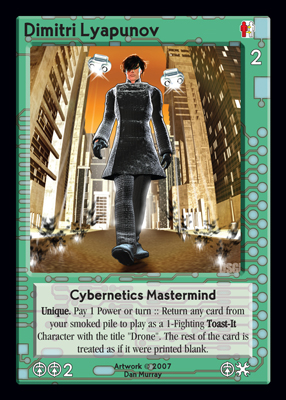 Dimitri Lyapunov
2
Cybernetics Mastermind
Unique. Pay 1 Power or turn :: Return any card from
your smoked pile to play as a 1-Fighting Toast-It
Character with the title "Drone". The rest of the card is
treated as if it were printed blank.
2
Artwork © 2007
Dan Murray